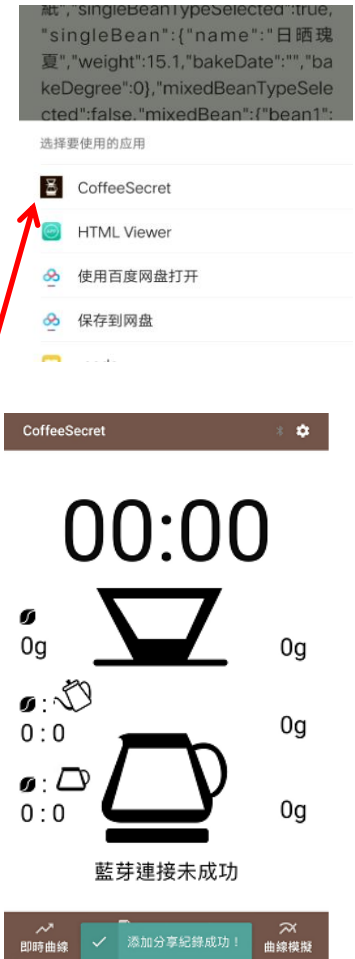 紙","singleBeanTypeSelected":true,
"singleBean":{"name":"日晒瑰
夏","weight":15.1,"bakeDate":"","ba
keDegree":0},"mixedBeanTypeSele
cted":false,"mixedBean":{"bean1":
选择要使用的应用
CoffeeSecret
HTML Viewer
使用百度网盘打开
保存到网盘
CoffeeSecret
00:00
0g
0g
0:0
0g
0:0
0g
藍芽連接未成功
即時曲線
添加分享紀錄成功！
曲線模擬